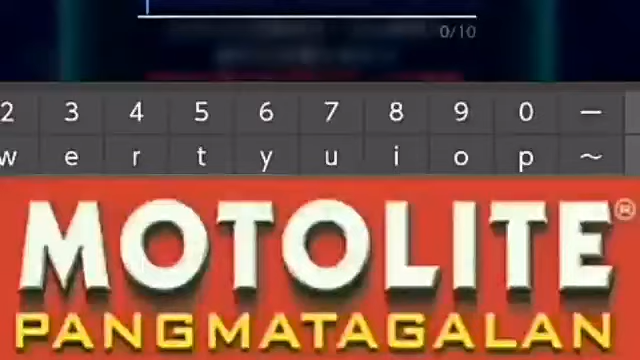 0/10
2 3 4 5 6 7 8 9 0 —
w e r t y u i o p ~
MOTOLITE®
PANGMATAGALAN